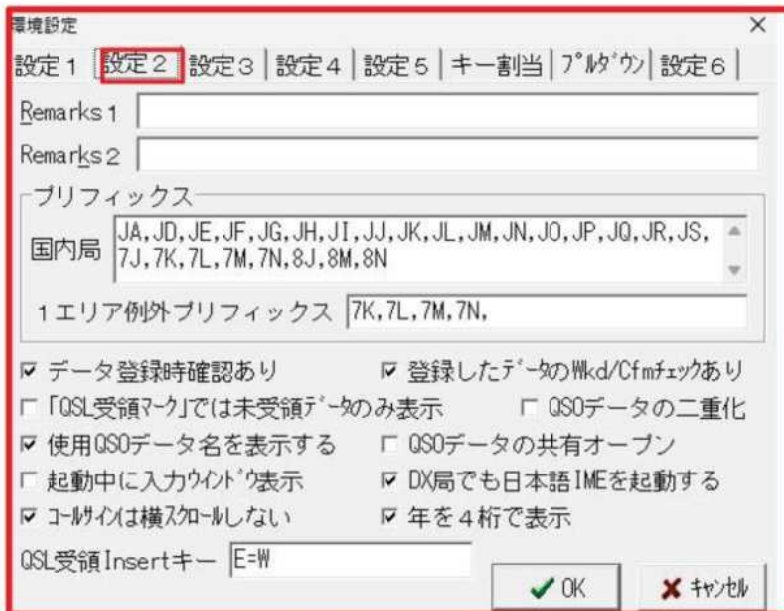 環境設定
設定1 設定2 設定3 設定4 設定5 キー割当 ﾌﾟﾙﾀﾞｳﾝ 設定6
Remarks1
Remarks2
プリフィックス
国内局 JA,JD,JE,JF,JG,JH,JI,JJ,JK,JL,JM,JN,JO,JP,JQ,JR,JS,
7J,7K,7L,7M,7N,8J,8M,8N
1エリア例外プリフィックス 7K,7L,7M,7N,
データ登録時確認あり 登録したﾃﾞｰﾀのWkd/Cfmﾁｪｯｸあり
「QSL受領ﾏｰｸ」では未受領ﾃﾞｰﾀのみ表示 QSOデータの二重化
使用QSOデータ名を表示する QSOデータの共有オープン
起動中に入力ｳｲﾝﾄﾞｳ表示 DX局でも日本語IMEを起動する
ｺｰﾙｻｲﾝは横ｽｸﾛｰﾙしない 年を4桁で表示
QSL受領Insertキー E=W
OK ｷｬﾝｾﾙ